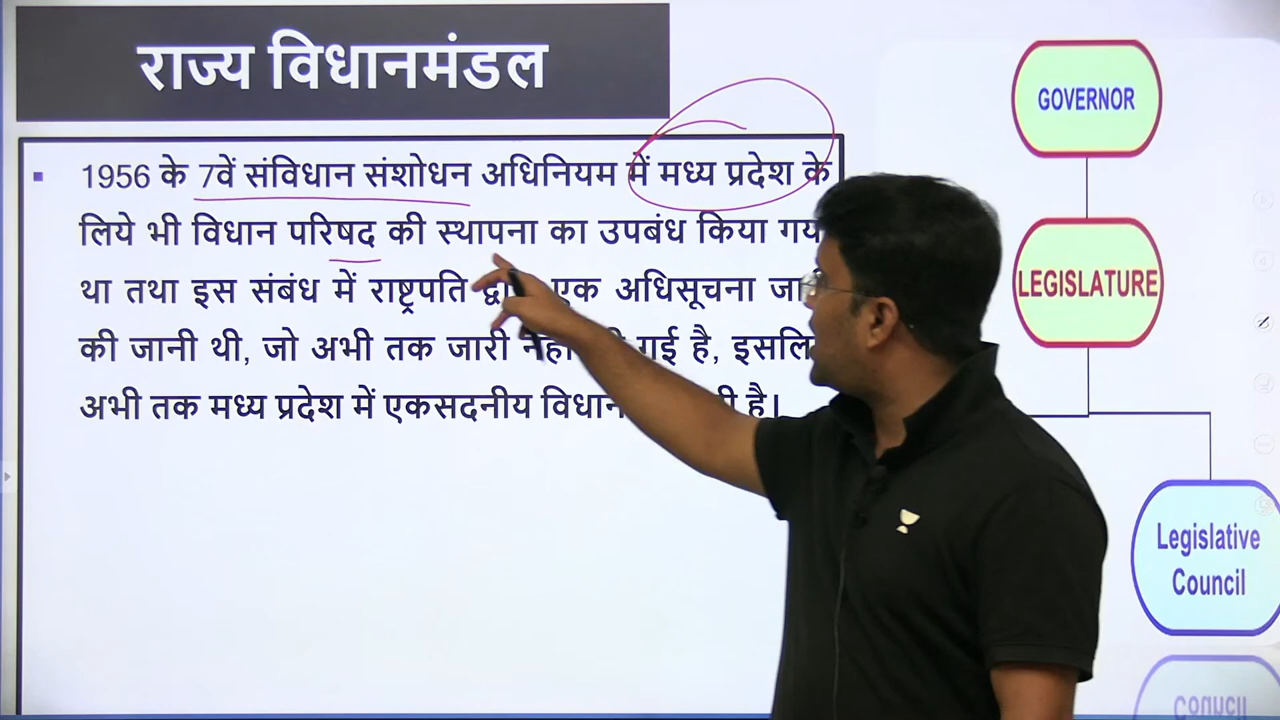 राज्य विधानमंडल
1956 के 7वें संविधान संशोधन अधिनियम में मध्य प्रदेश के
लिये भी विधान परिषद की स्थापना का उपबंध किया
था तथा इस संबंध में राष्ट्रपति एक अधिसूचना
की जानी थी, जो अभी तक जारी गई है,
अभी तक मध्य प्रदेश में एकसदनीय है।
GOVERNOR
LEGISLATURE
Legislative
Council